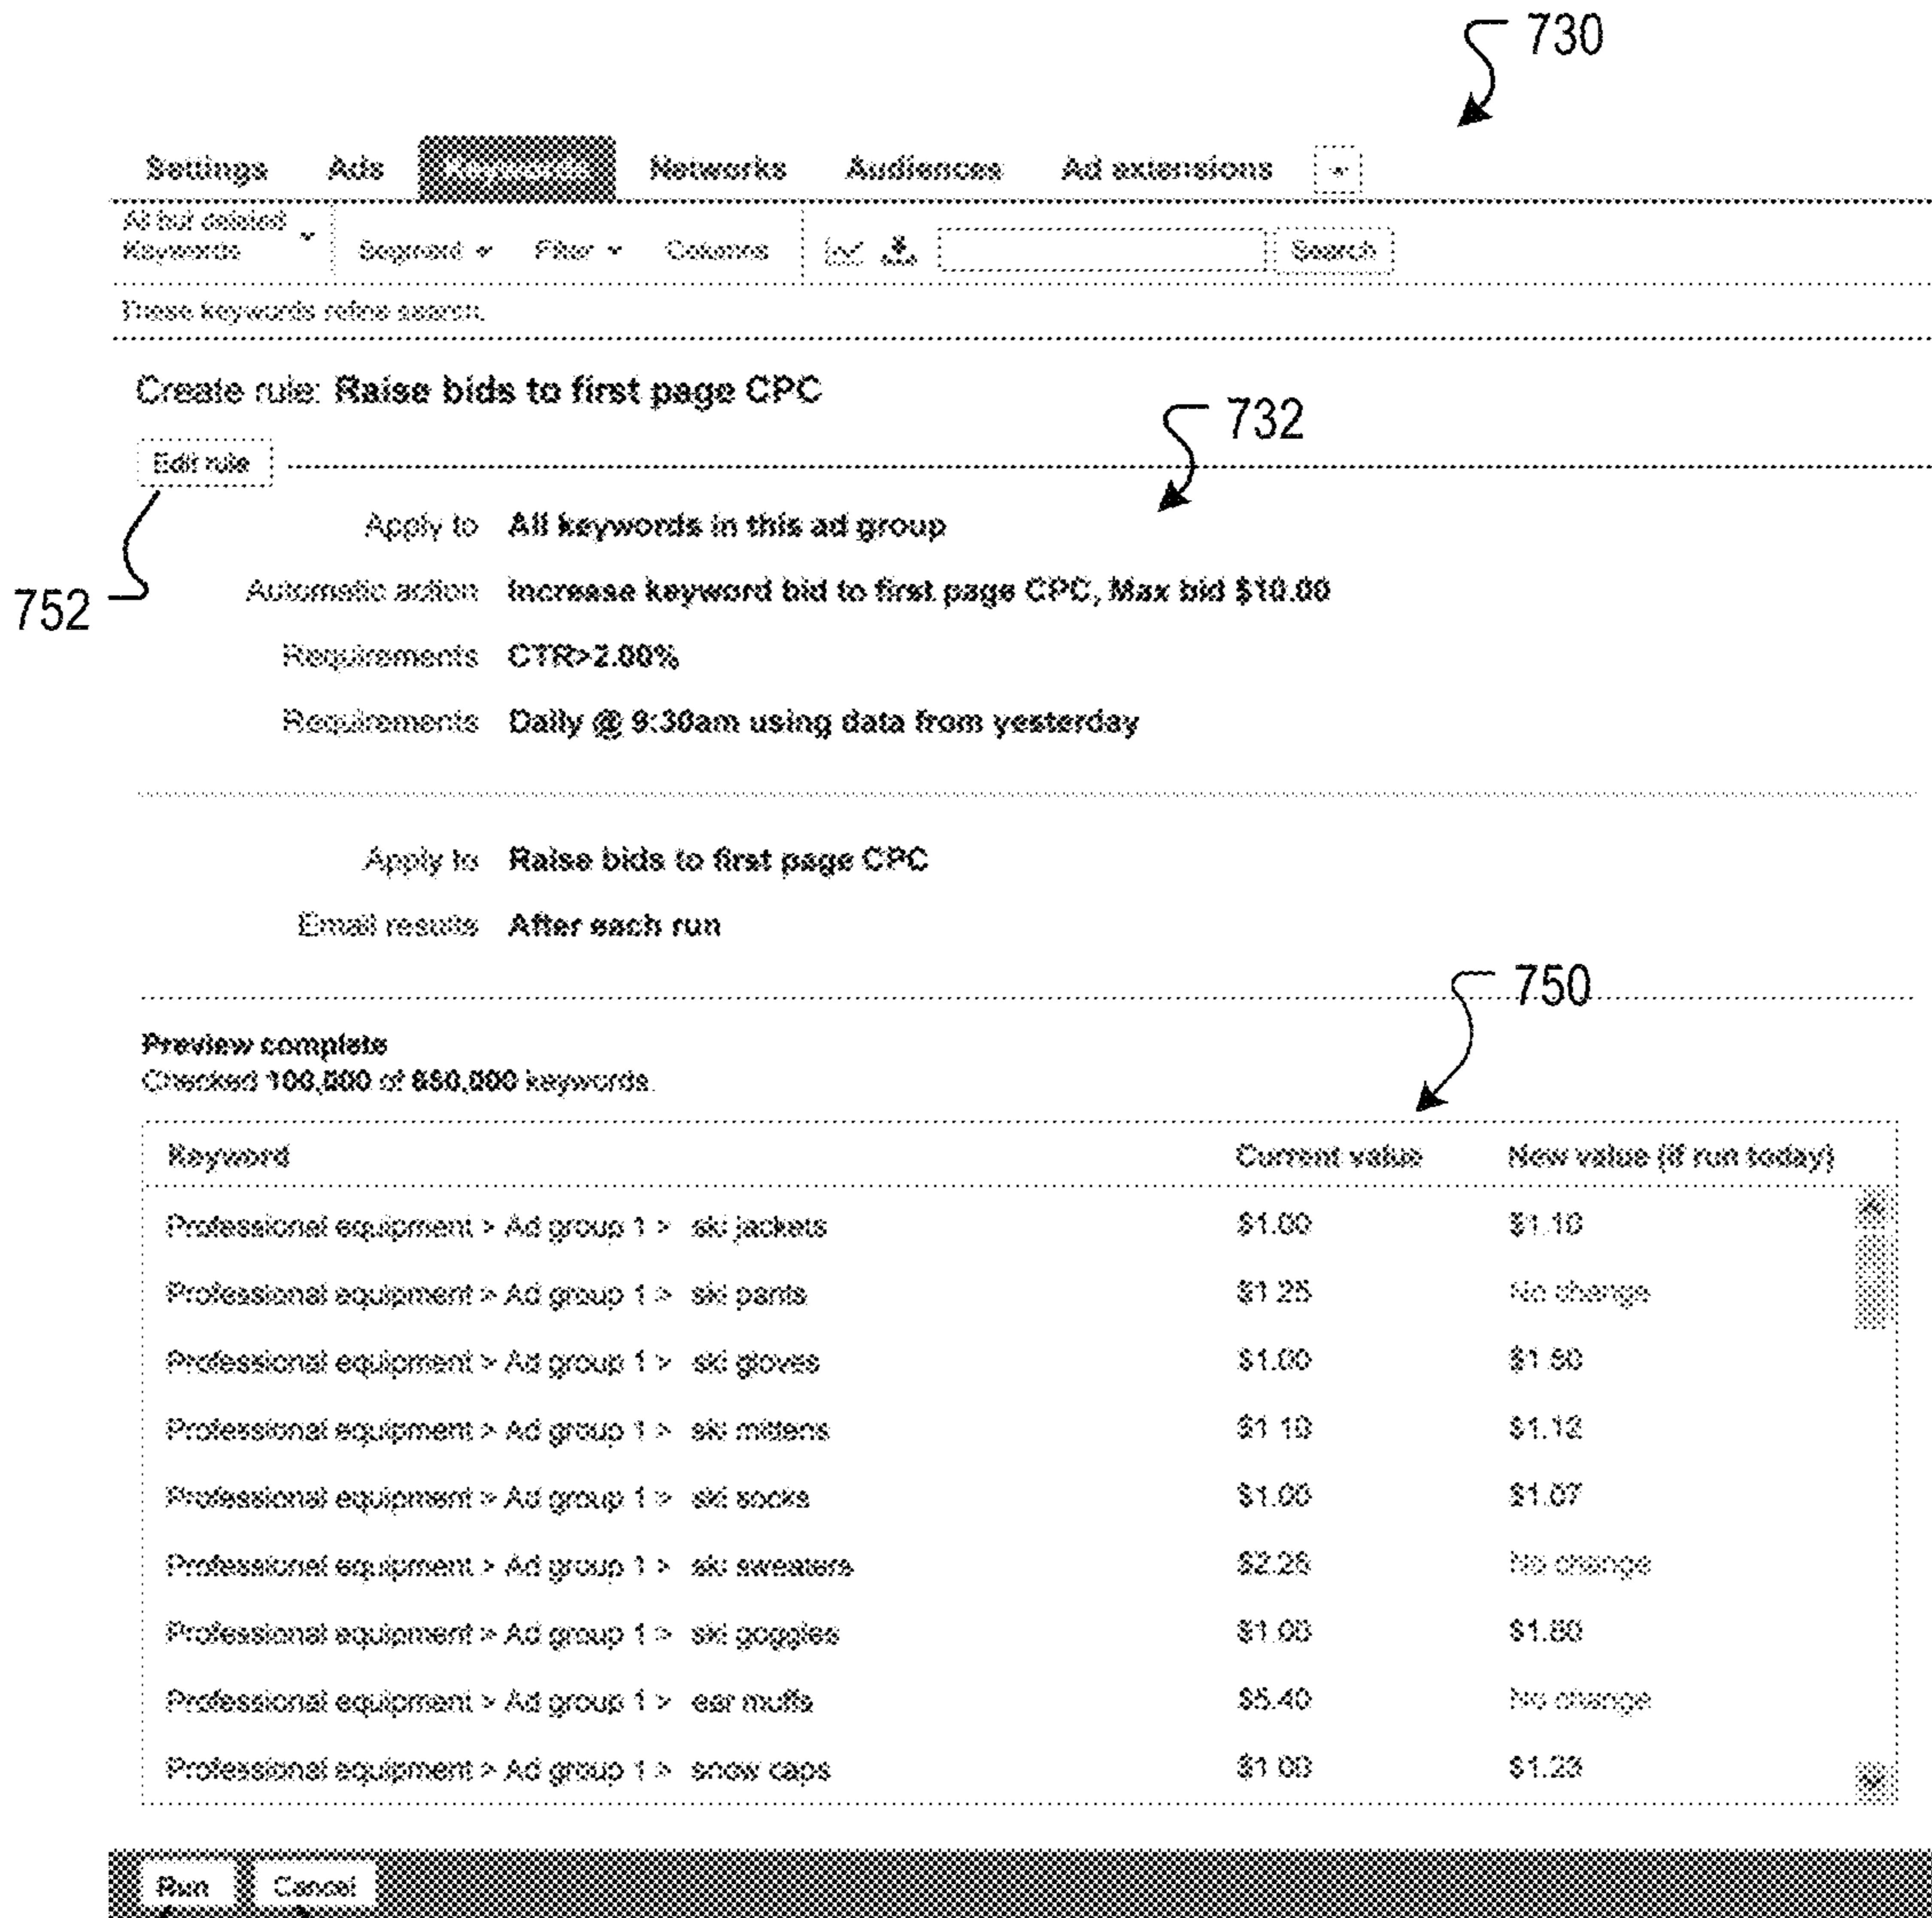 730
Settings Ads Keywords Networks Audiences Ad extensions
All but deleted
Keywords Segment Filter Columns Search
These keywords refine search.
Create rule: Raise bids to first page CPC
732
Edit rule
Apply to All keywords in this ad group
752
Automatic action Increase keyword bid to first page CPC, Max bid $10.00
Requirements CTR>2.00%
Requirements Daily @ 9:30am using data from yesterday
Apply to Raise bids to first page CPC
Email results After each run
750
Preview complete
Checked 100,000 of keywords.
Keyword Current value New value (if run today)
Professional equipment > Ad group 1 > ski jackets $1.00 $1.10
Professional equipment > Ad group 1 > ski pants $1.25 No change
Professional equipment > Ad group 1 > ski gloves $1.00
Professional equipment > Ad group 1 > ski mittens $1.10 $1.12
Professional equipment > Ad group 1 > ski socks $1.00 $1.07
Professional equipment > Ad group 1 > ski sweaters $2.25 No change
Professional equipment > Ad group 1 > ski goggles $1.00
Professional equipment > Ad group 1 > ear muffs $5.40 No change
Professional equipment > Ad group 1 > snow caps $1.00 $1.23
Run Cancel